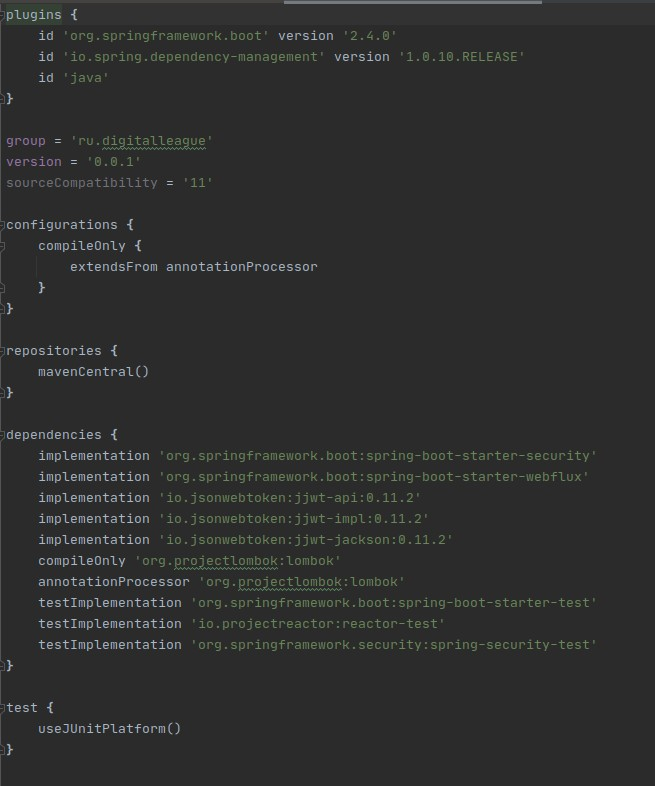 plugins {
    id 'org.springframework.boot' version '2.4.0'
    id 'io.spring.dependency-management' version '1.0.10.RELEASE'
    id 'java'
}

group = 'ru.digitalleague'
version = '0.0.1'
sourceCompatibility = '11'

configurations {
    compileOnly {
        extendsFrom annotationProcessor
    }
}

repositories {
    mavenCentral()
}

dependencies {
    implementation 'org.springframework.boot:spring-boot-starter-security'
    implementation 'org.springframework.boot:spring-boot-starter-webflux'
    implementation 'io.jsonwebtoken:jjwt-api:0.11.2'
    implementation 'io.jsonwebtoken:jjwt-impl:0.11.2'
    implementation 'io.jsonwebtoken:jjwt-jackson:0.11.2'
    compileOnly 'org.projectlombok:lombok'
    annotationProcessor 'org.projectlombok:lombok'
    testImplementation 'org.springframework.boot:spring-boot-starter-test'
    testImplementation 'io.projectreactor:reactor-test'
    testImplementation 'org.springframework.security:spring-security-test'
}

test {
    useJUnitPlatform()
}